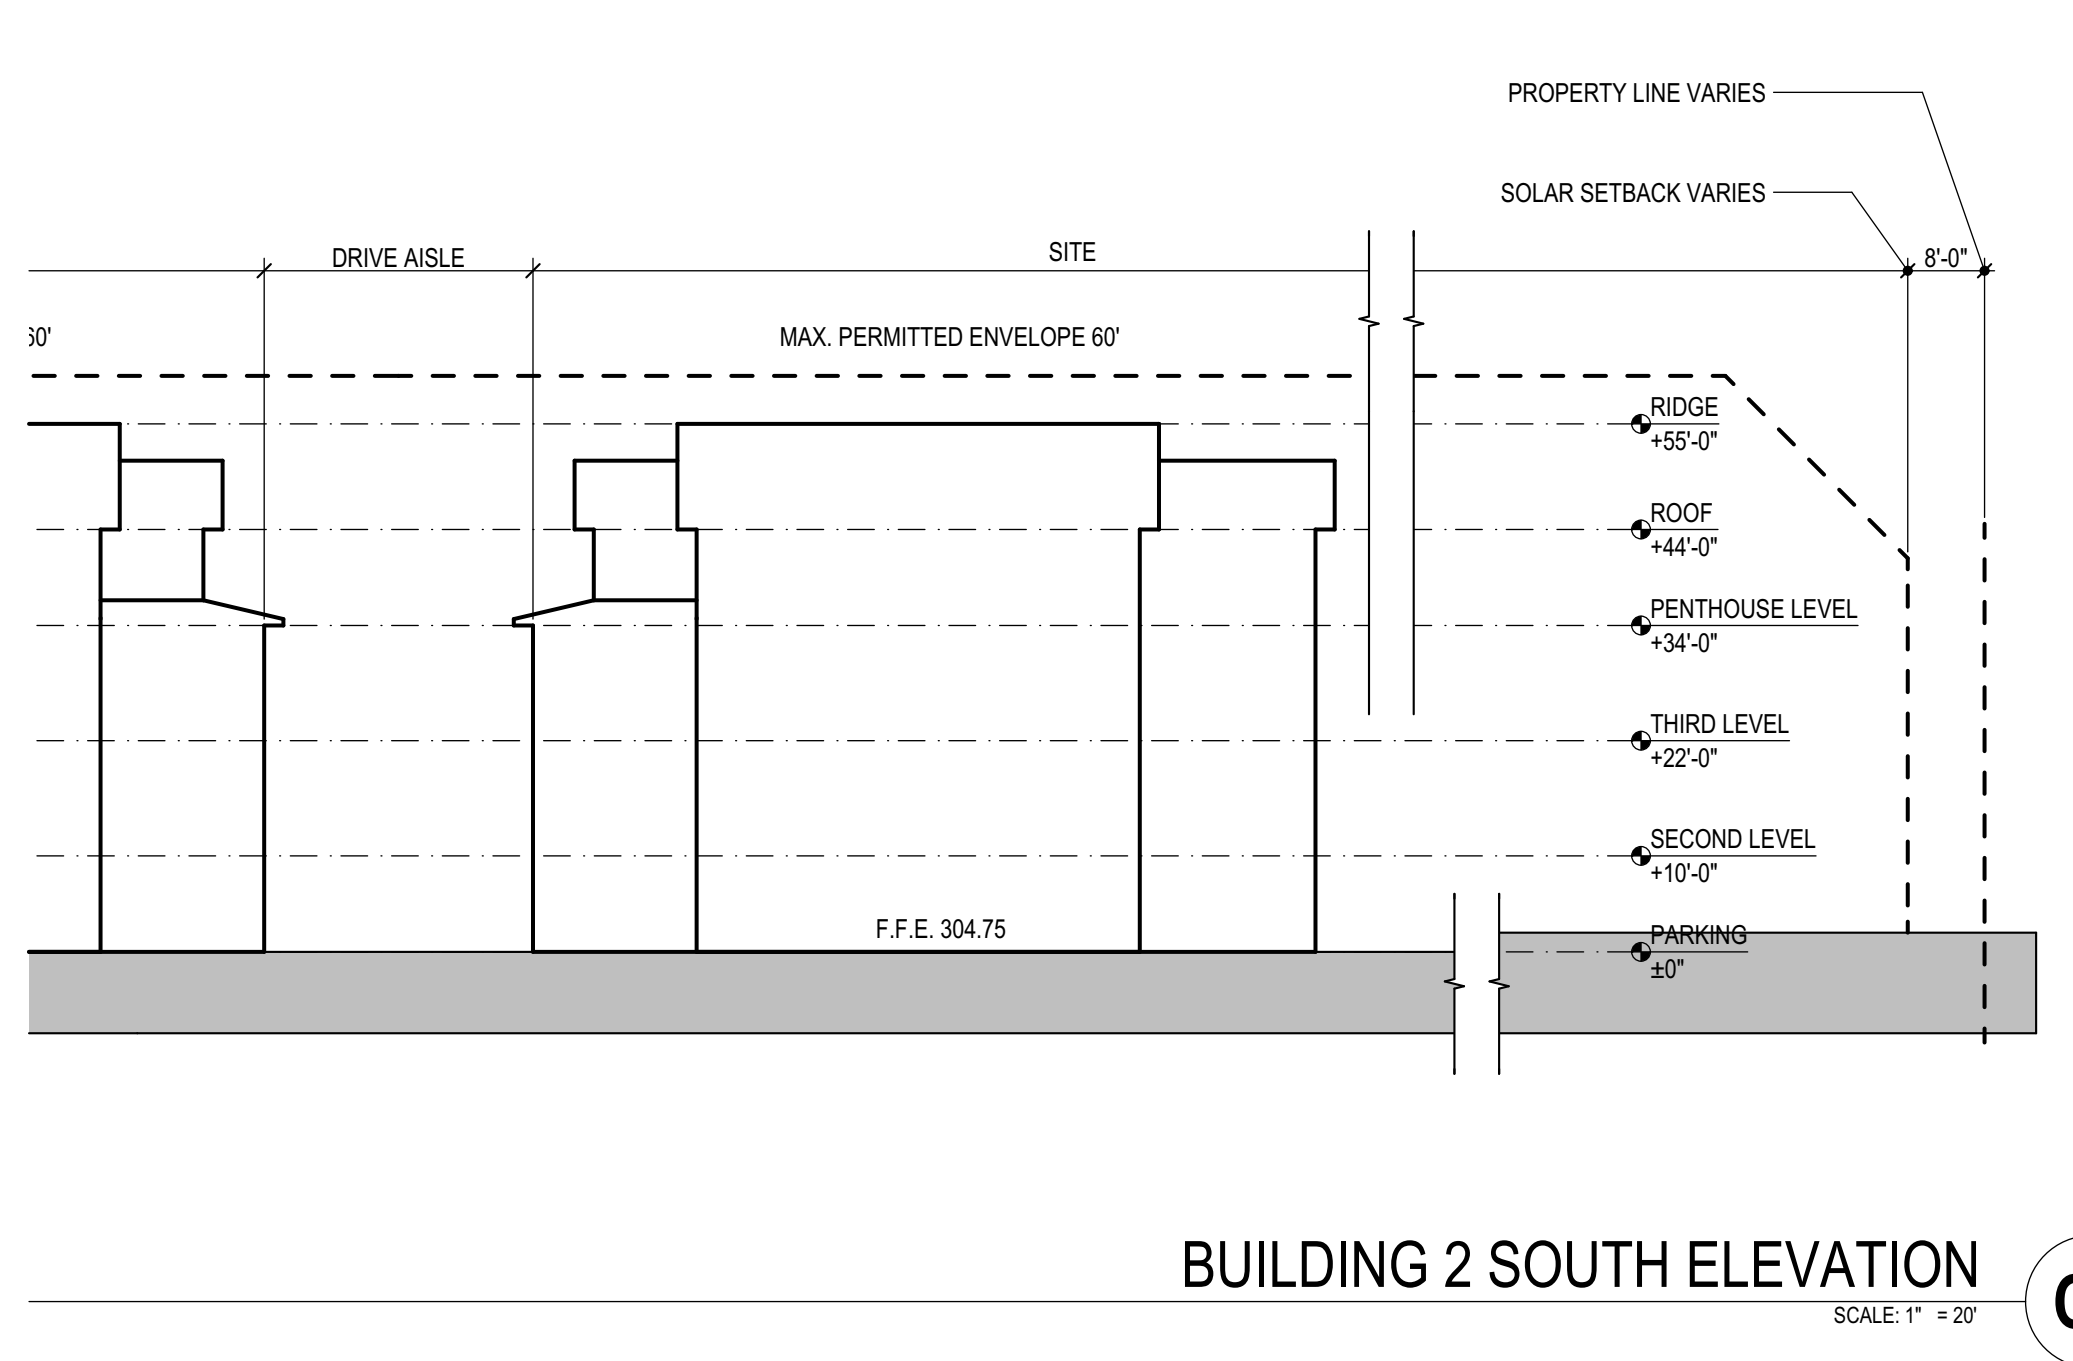 PROPERTY LINE VARIES
SOLAR SETBACK VARIES
DRIVE AISLE
SITE
8'-0"
60'
MAX. PERMITTED ENVELOPE 60'
RIDGE
+55'-0"
ROOF
+44'-0"
PENTHOUSE LEVEL
+34'-0"
THIRD LEVEL
+22'-0"
SECOND LEVEL
+10'-0"
F.F.E. 304.75
PARKING
±0"
BUILDING 2 SOUTH ELEVATION
SCALE: 1" = 20'